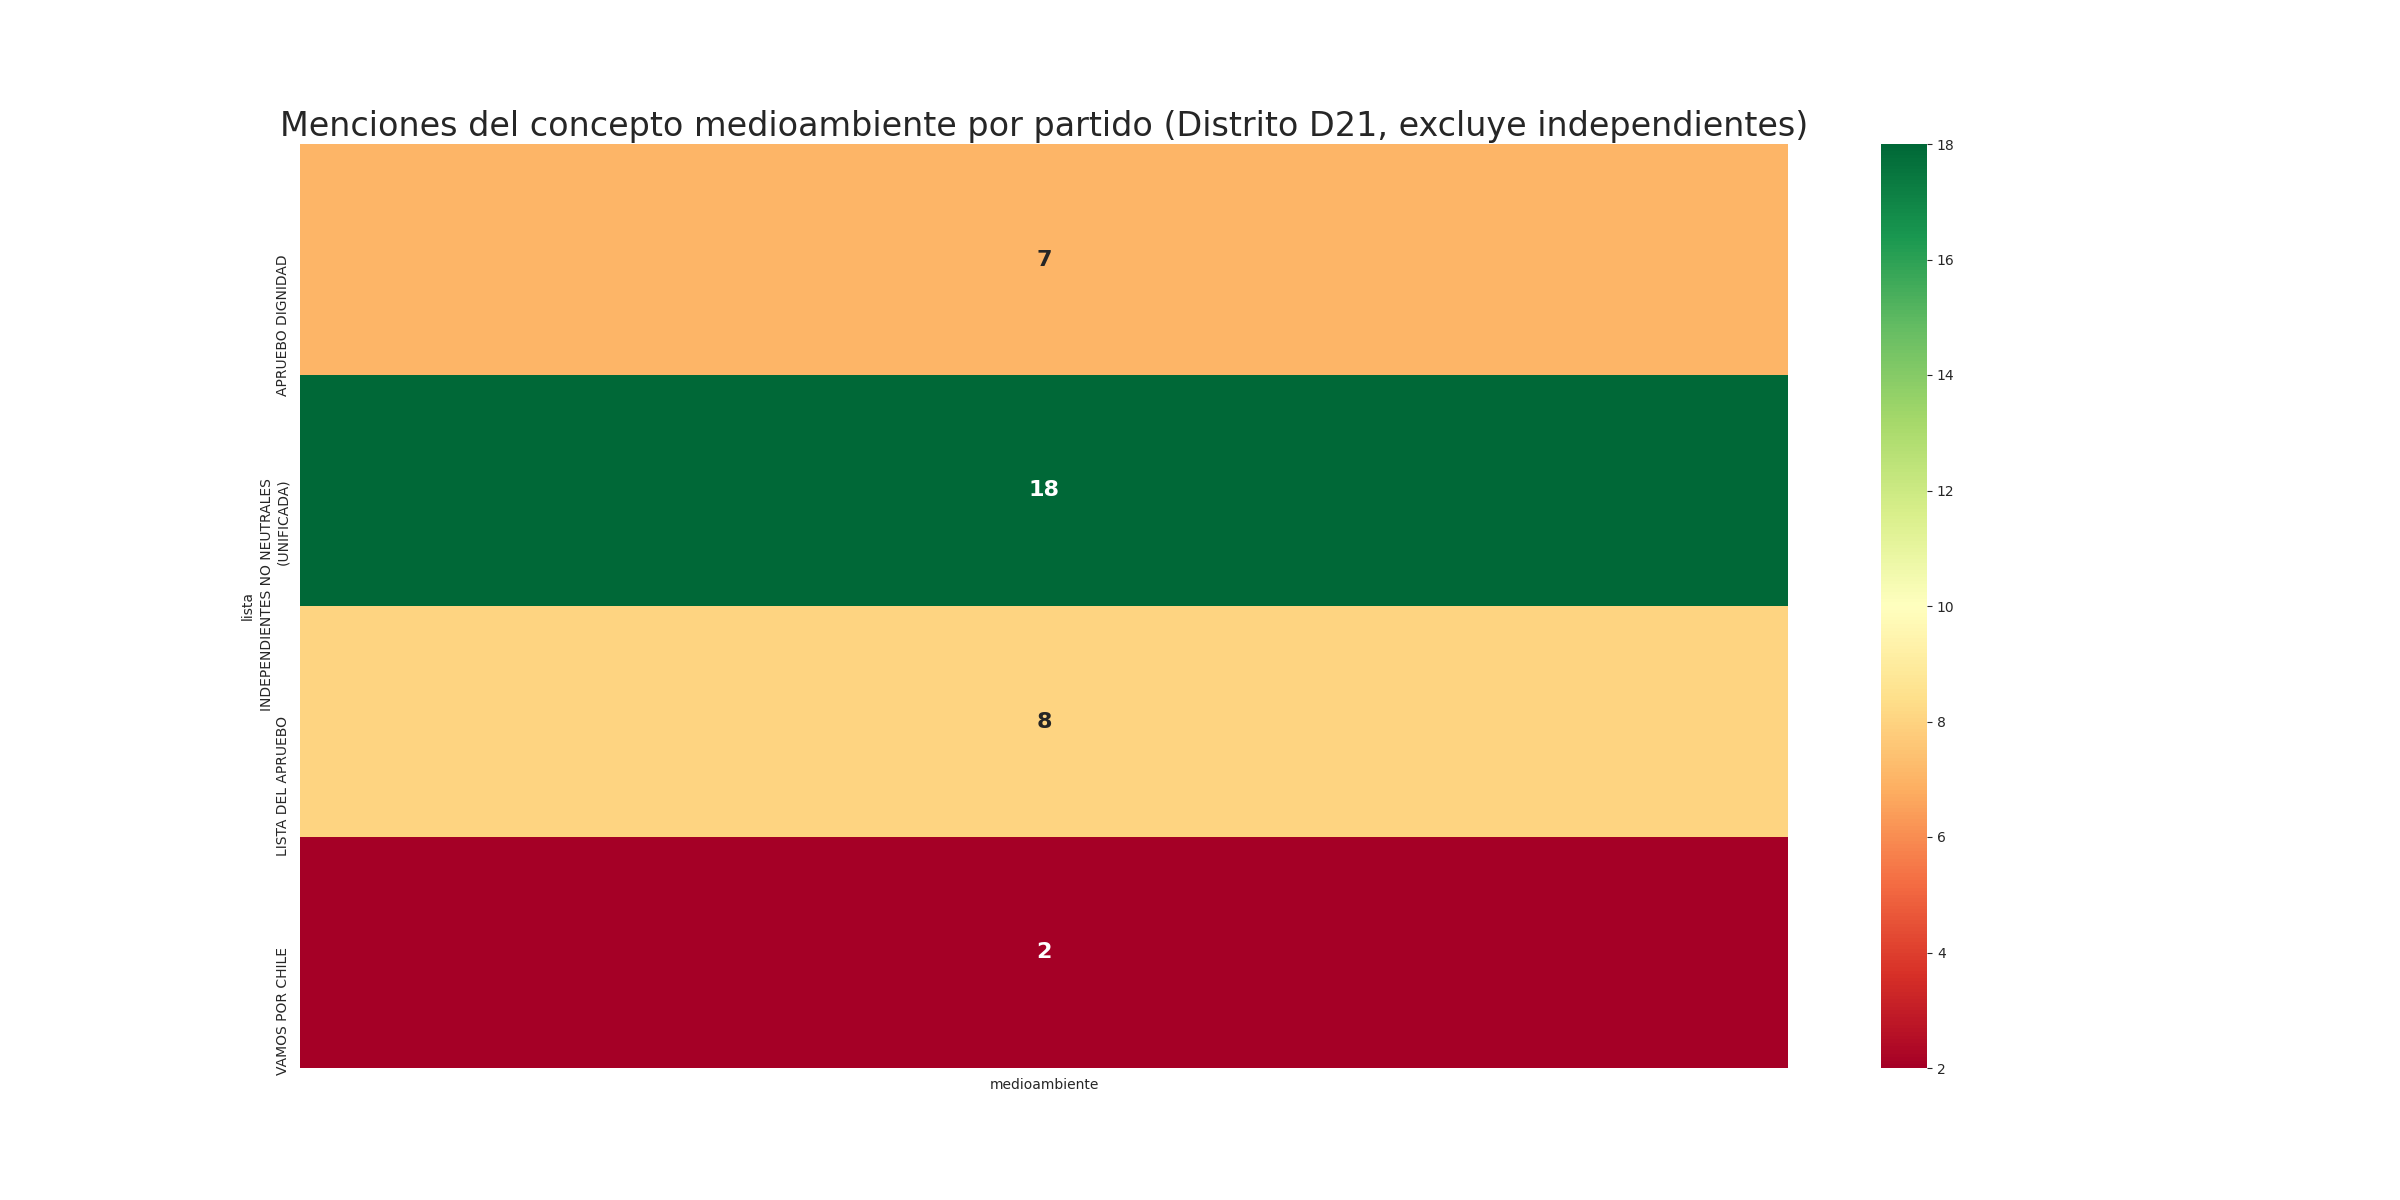 Menciones del concepto medioambiente por partido (Distrito D21, excluye independientes)
lista
APRUEBO DIGNIDAD
INDEPENDIENTES NO NEUTRALES
(UNIFICADA)
LISTA DEL APRUEBO
VAMOS POR CHILE
7
18
8
2
medioambiente
18
16
14
12
10
8
6
4
2